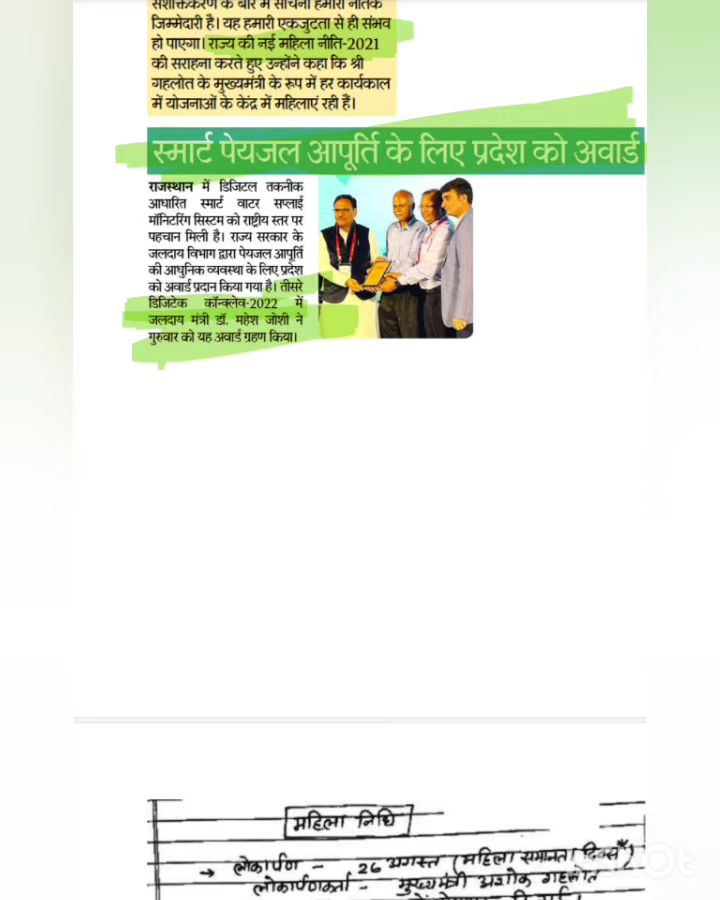 सशक्तिकरण के बारे में सोचना हमारी नैतिक
जिम्मेदारी है। यह हमारी एकजुटता से ही संभव
हो पाएगा। राज्य की नई महिला नीति-2021
की सराहना करते हुए उन्होंने कहा कि श्री
गहलोत के मुख्यमंत्री के रूप में हर कार्यकाल
में योजनाओं के केंद्र में महिलाएं रही हैं।
स्मार्ट पेयजल आपूर्ति के लिए प्रदेश को अवार्ड
राजस्थान में डिजिटल तकनीक
आधारित स्मार्ट वाटर सप्लाई
मॉनिटरिंग सिस्टम को राष्ट्रीय स्तर पर
पहचान मिली है। राज्य सरकार के
जलदाय विभाग द्वारा पेयजल आपूर्ति
की आधुनिक व्यवस्था के लिए प्रदेश
को अवार्ड प्रदान किया गया है। तीसरे
डिजिटेक कॉन्क्लेव-2022 में
जलदाय मंत्री डॉ. महेश जोशी ने
गुरुवार को यह अवार्ड ग्रहण किया।
महिला निधि
→ लोकार्पण - 26 अगस्त (महिला समानता दिवस*)
लोकार्पणकर्ता - मुख्यमंत्री अशोक गहलोत